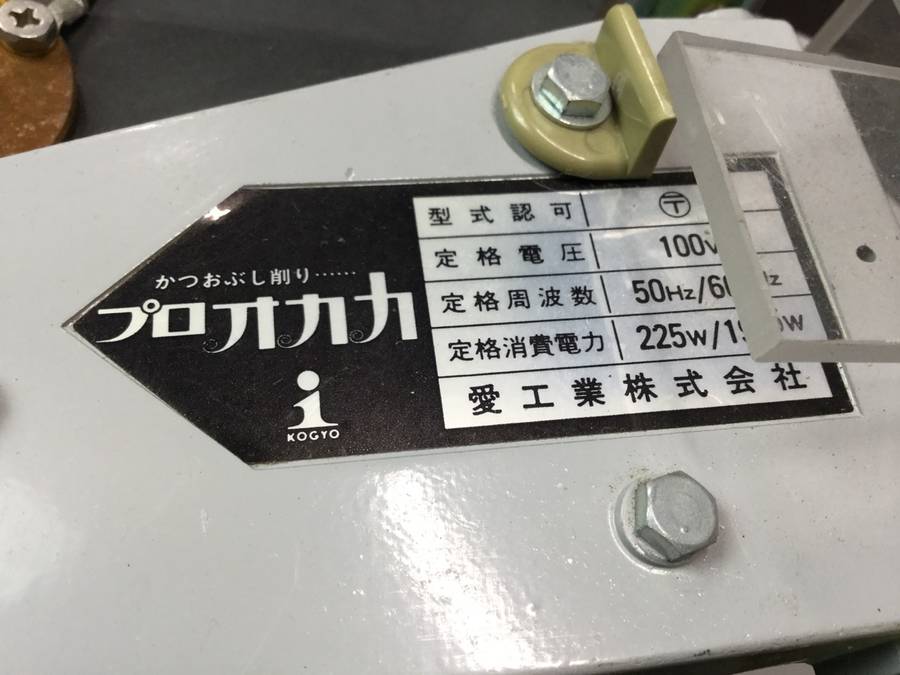 かつおぶし削り……
プロオカカ
i
KOGYO
型式認可 〒
定格電圧 100V
定格周波数 50Hz/60Hz
定格消費電力 225W/
愛工業株式会社